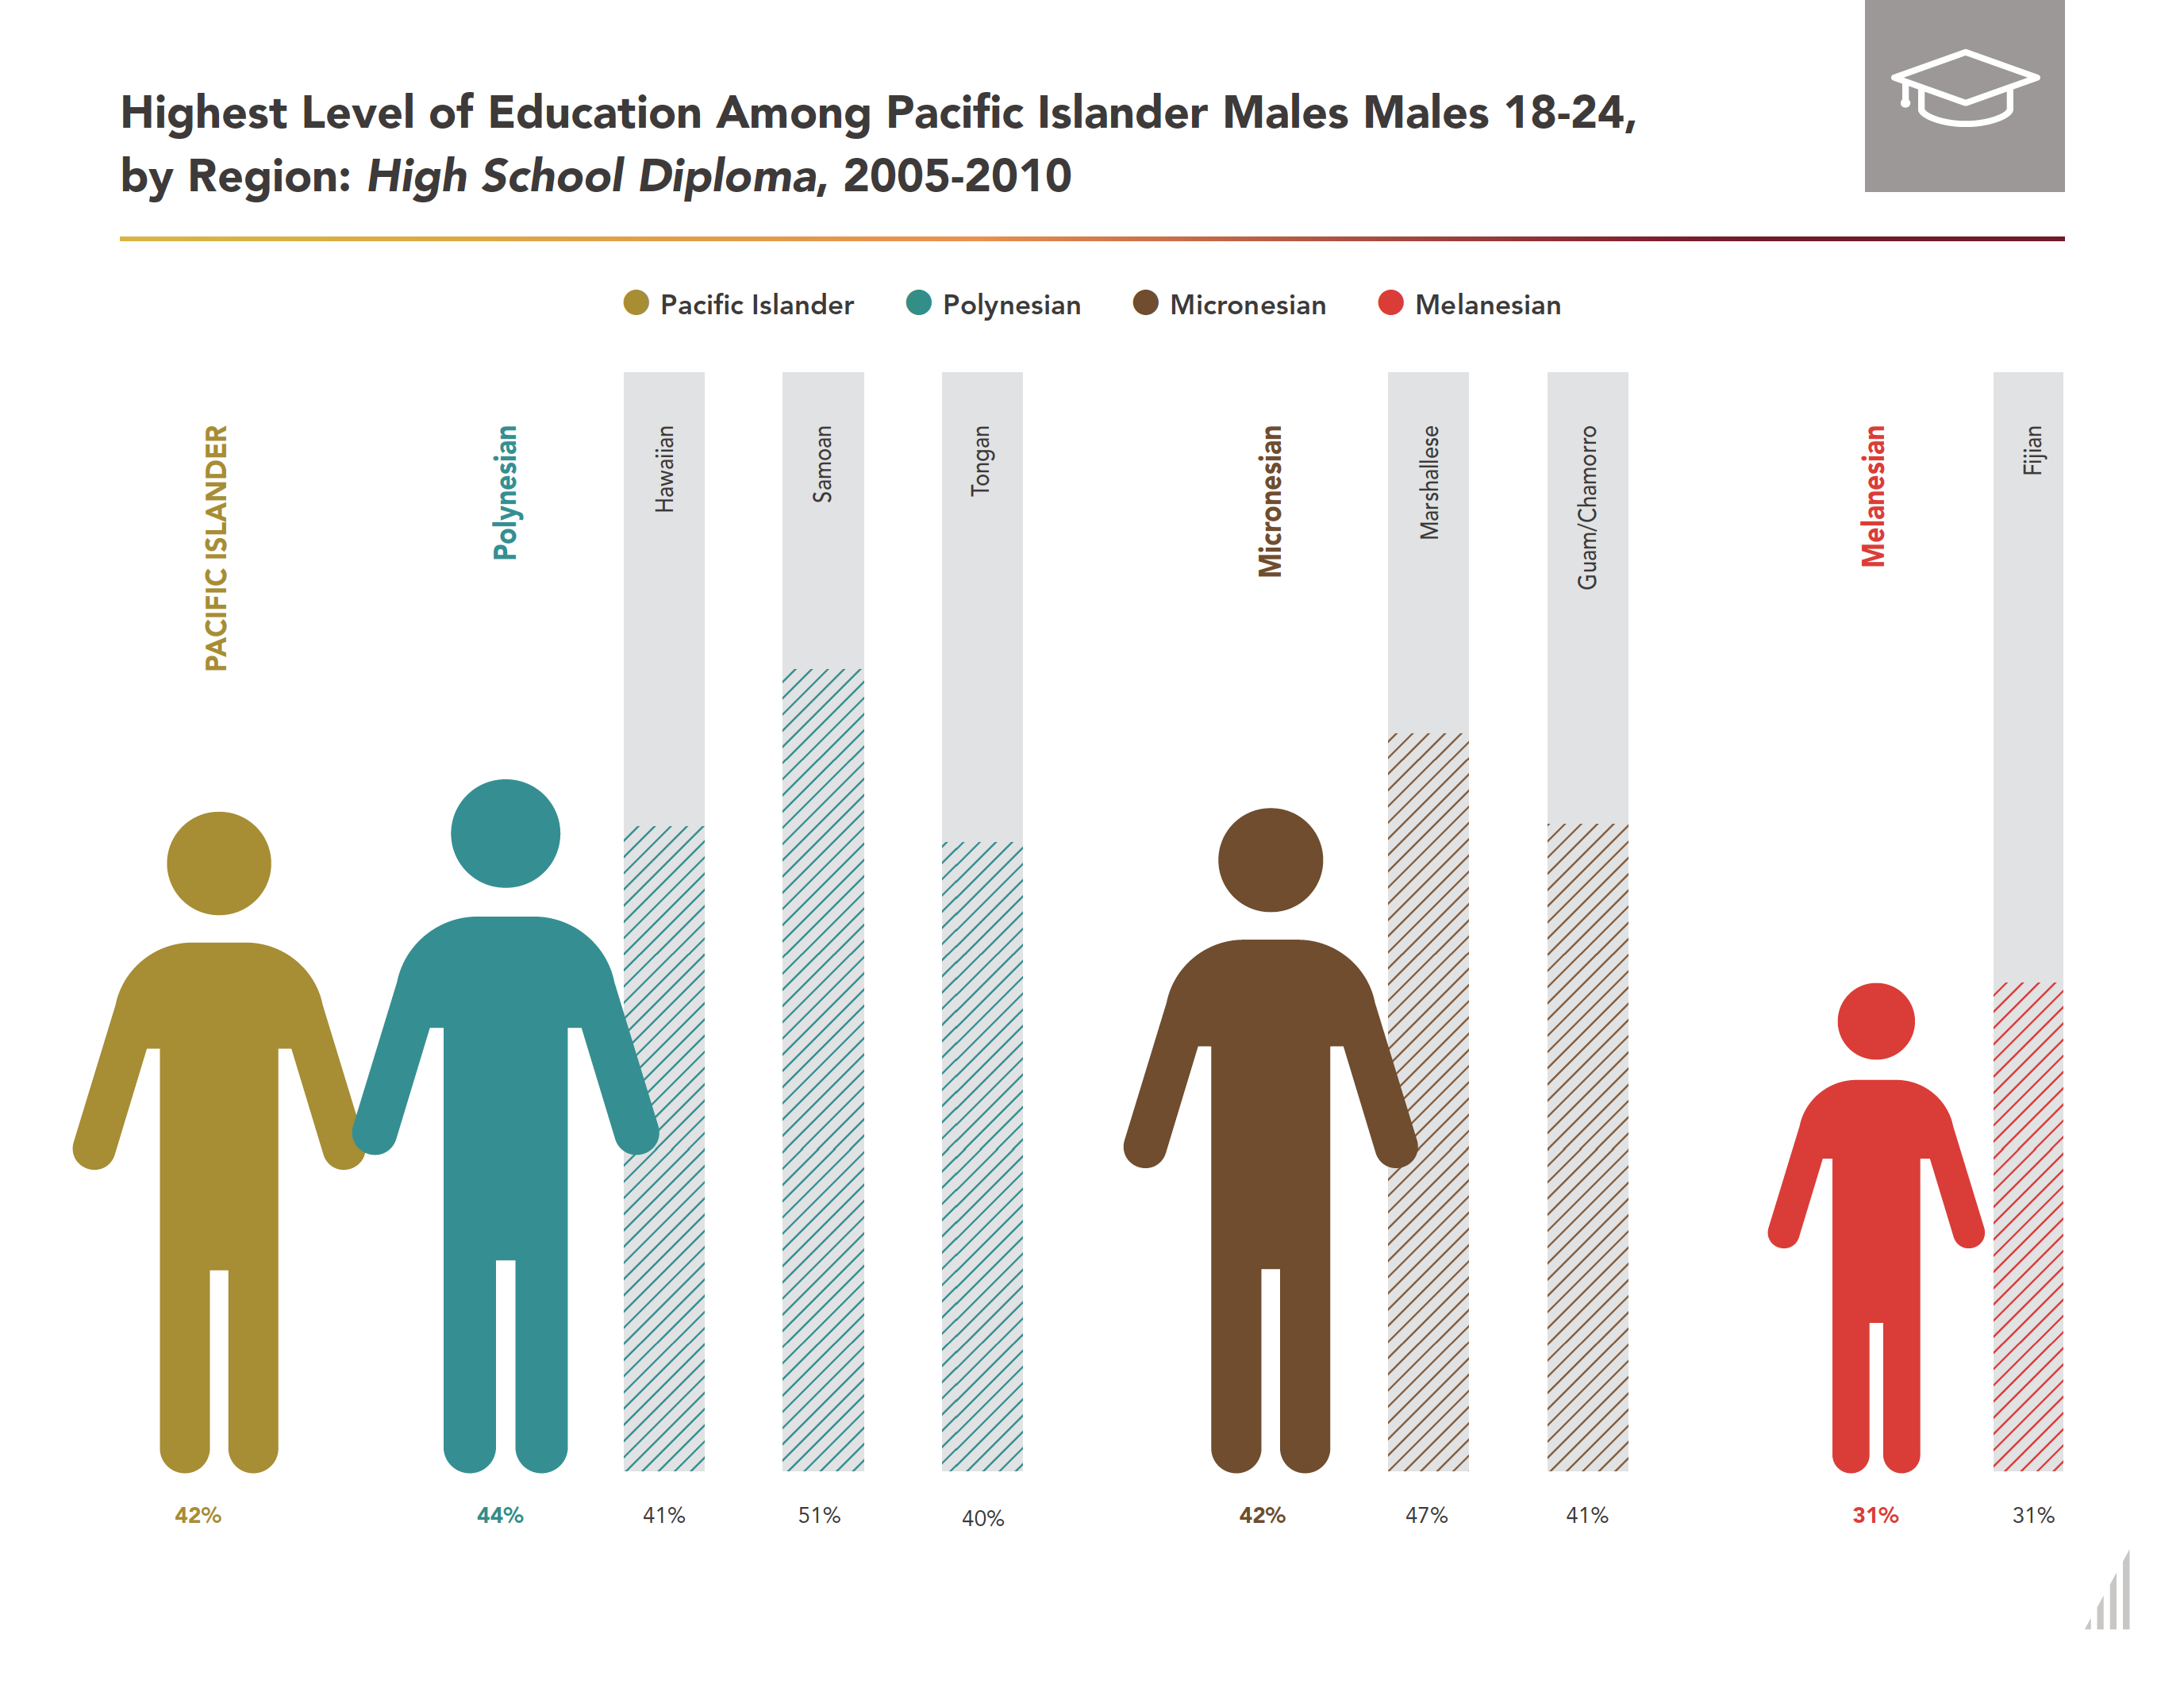 Highest Level of Education Among Pacific Islander Males Males 18-24,
by Region: High School Diploma, 2005-2010
Pacific Islander
Polynesian
Micronesian
Melanesian
PACIFIC ISLANDER
Polynesian
Hawaiian
Samoan
Tongan
Micronesian
Marshallese
Guam/Chamorro
Melanesian
Fijian
42%
44%
41%
51%
40%
42%
47%
41%
31%
31%